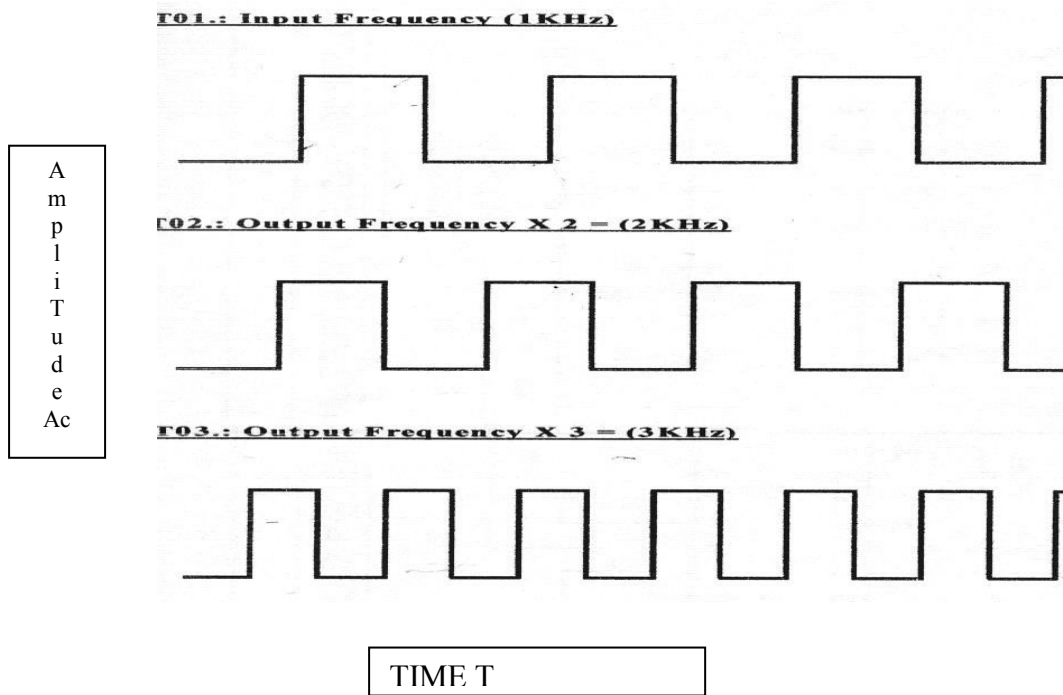 T01.: Input Frequency (1KHz)
A
m
p
l
i
T
u
d
e
Ac
T02.: Output Frequency X 2 = (2KHz)
T03.: Output Frequency X 3 = (3KHz)
TIME T